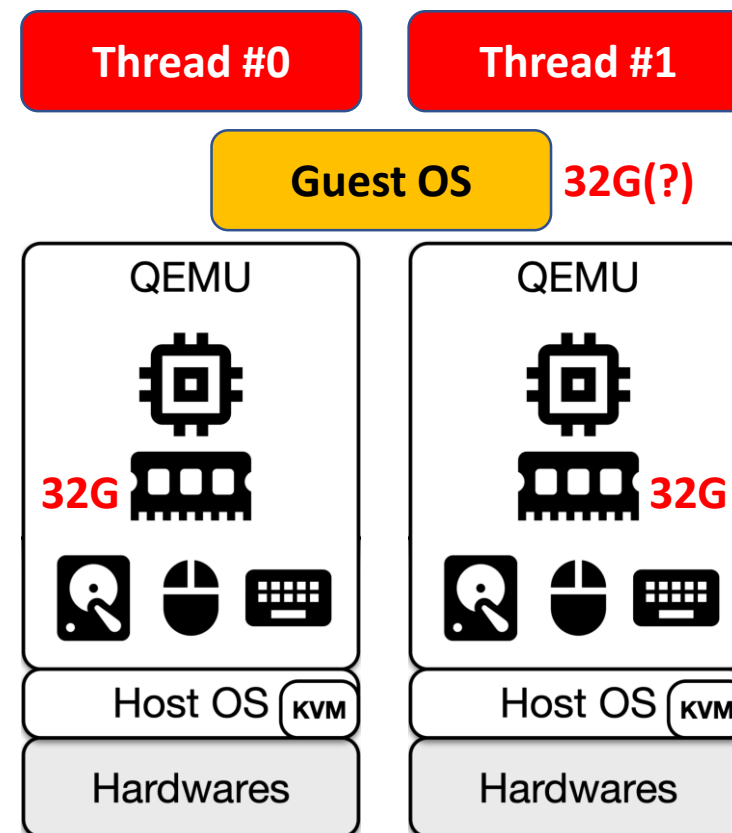 Thread #0
Thread #1
Guest OS
32G(?)
QEMU
QEMU
32G
32G
Host OS
KVM
Host OS
KVM
Hardwares
Hardwares